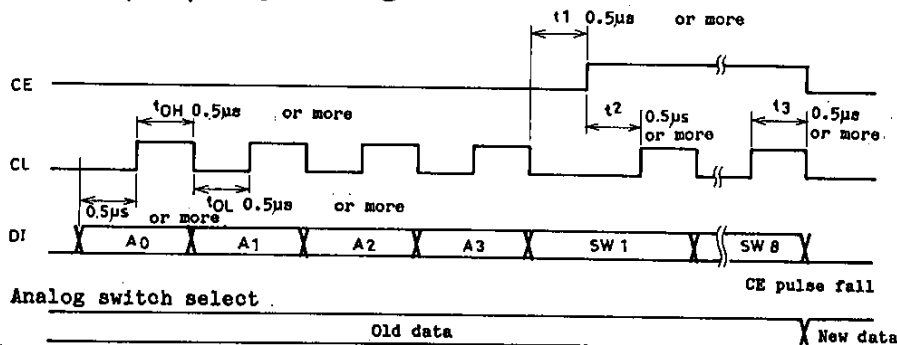 t1 0.5µs or more
CE
tOH 0.5µs or more
t2 0.5µs or more
t3 0.5µs or more
CL
0.5µs or more
tOL 0.5µs or more
DI
A0 A1 A2 A3 SW 1 SW 8
CE pulse fall
Analog switch select
Old data
New data